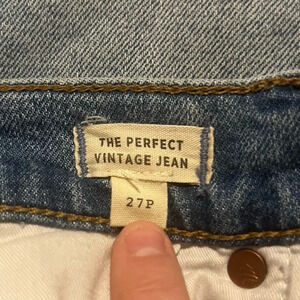 THE PERFECT
VINTAGE JEAN
27P